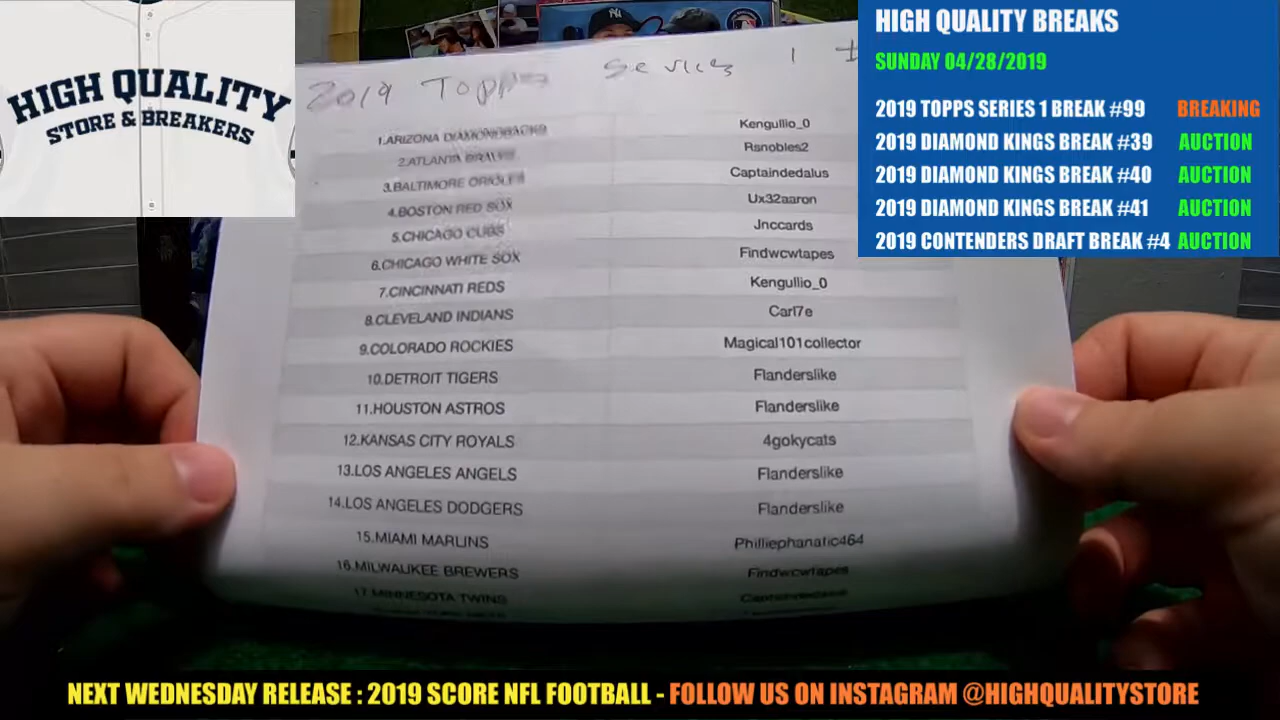 HIGH QUALITY
STORE & BREAKERS
HIGH QUALITY BREAKS
SUNDAY 04/28/2019
2019 TOPPS SERIES 1 BREAK #99 BREAKING
2019 DIAMOND KINGS BREAK #39 AUCTION
2019 DIAMOND KINGS BREAK #40 AUCTION
2019 DIAMOND KINGS BREAK #41 AUCTION
2019 CONTENDERS DRAFT BREAK #4 AUCTION
2019 Topps Series 1 #
1.ARIZONA DIAMONDBACKS Kengullio_0
2.ATLANTA BRAVES Rsnobles2
3.BALTIMORE ORIOLES Captaindedalus
4.BOSTON RED SOX Ux32aaron
5.CHICAGO CUBS Jnccards
6.CHICAGO WHITE SOX Findwcwtapes
7.CINCINNATI REDS Kengullio_0
8.CLEVELAND INDIANS Carl7e
9.COLORADO ROCKIES Magical101collector
10.DETROIT TIGERS Flanderslike
11.HOUSTON ASTROS Flanderslike
12.KANSAS CITY ROYALS 4gokycats
13.LOS ANGELES ANGELS Flanderslike
14.LOS ANGELES DODGERS Flanderslike
15.MIAMI MARLINS Philliephanatic464
16.MILWAUKEE BREWERS Findwcwtapes
17.MINNESOTA TWINS
NEXT WEDNESDAY RELEASE : 2019 SCORE NFL FOOTBALL - FOLLOW US ON INSTAGRAM @HIGHQUALITYSTORE